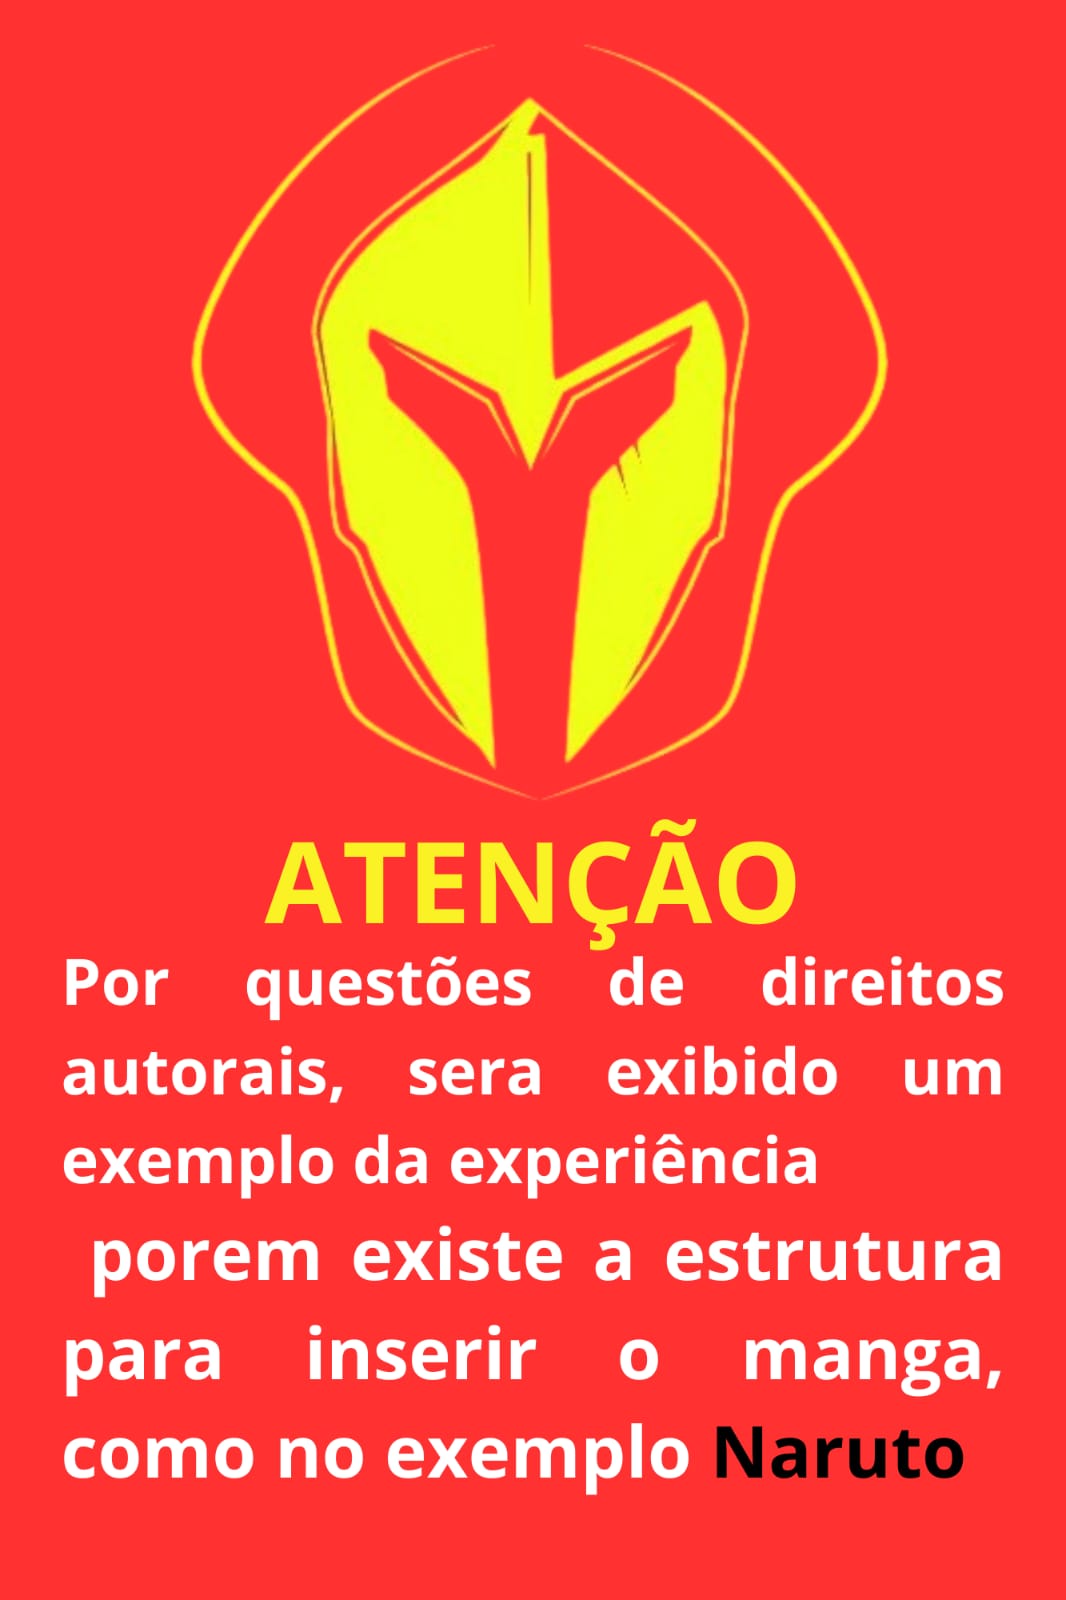 ATENÇÃO
Por questões de direitos
autorais, sera exibido um
exemplo da experiência
porem existe a estrutura
para inserir o manga,
como no exemplo Naruto